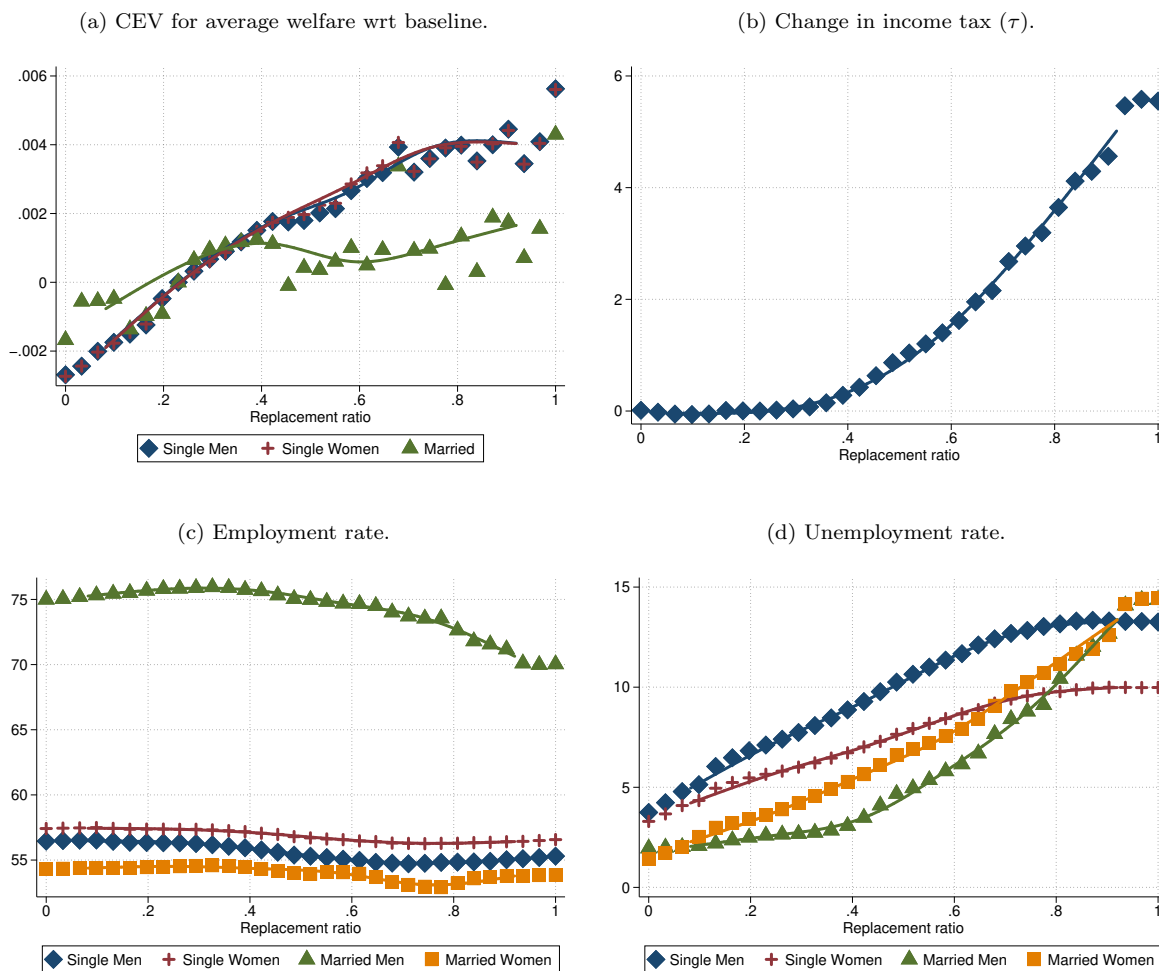 (a) CEV for average welfare wrt baseline.
.006
.004
.002
0
−.002
0 .2 .4 .6 .8 1
Replacement ratio
Single Men Single Women Married
(b) Change in income tax (τ).
6
4
2
0
0 .2 .4 .6 .8 1
Replacement ratio
(c) Employment rate.
75
70
65
60
55
0 .2 .4 .6 .8 1
Replacement ratio
Single Men Single Women Married Men Married Women
(d) Unemployment rate.
15
10
5
0
0 .2 .4 .6 .8 1
Replacement ratio
Single Men Single Women Married Men Married Women